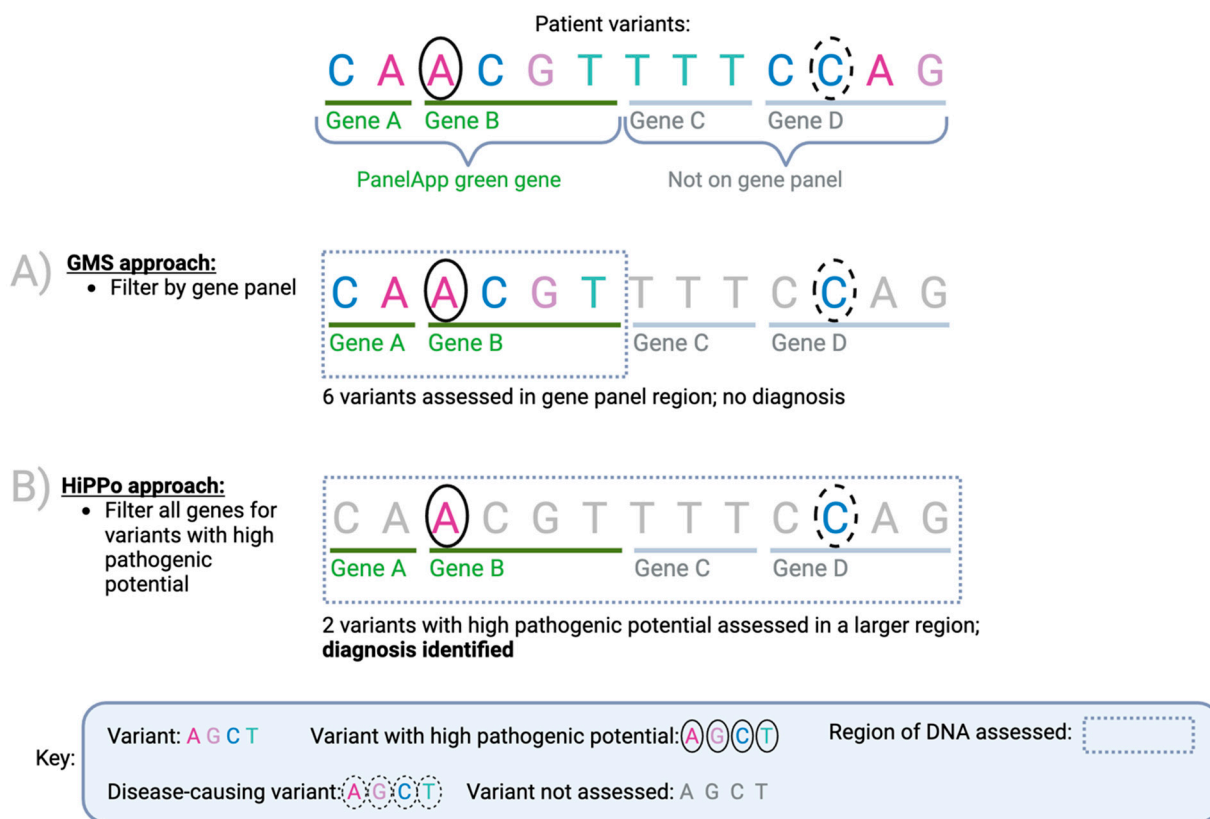 Patient variants:
C A A C G T T T T C C A G
Gene A Gene B Gene C Gene D
PanelApp green gene Not on gene panel
A) GMS approach:
• Filter by gene panel
C A A C G T T T T C C A G
Gene A Gene B Gene C Gene D
6 variants assessed in gene panel region; no diagnosis
B) HiPPo approach:
• Filter all genes for
variants with high
pathogenic
potential
C A A C G T T T T C C A G
Gene A Gene B Gene C Gene D
2 variants with high pathogenic potential assessed in a larger region;
diagnosis identified
Key:
Variant: A G C T Variant with high pathogenic potential: A G C T Region of DNA assessed:
Disease-causing variant: A G C T Variant not assessed: A G C T